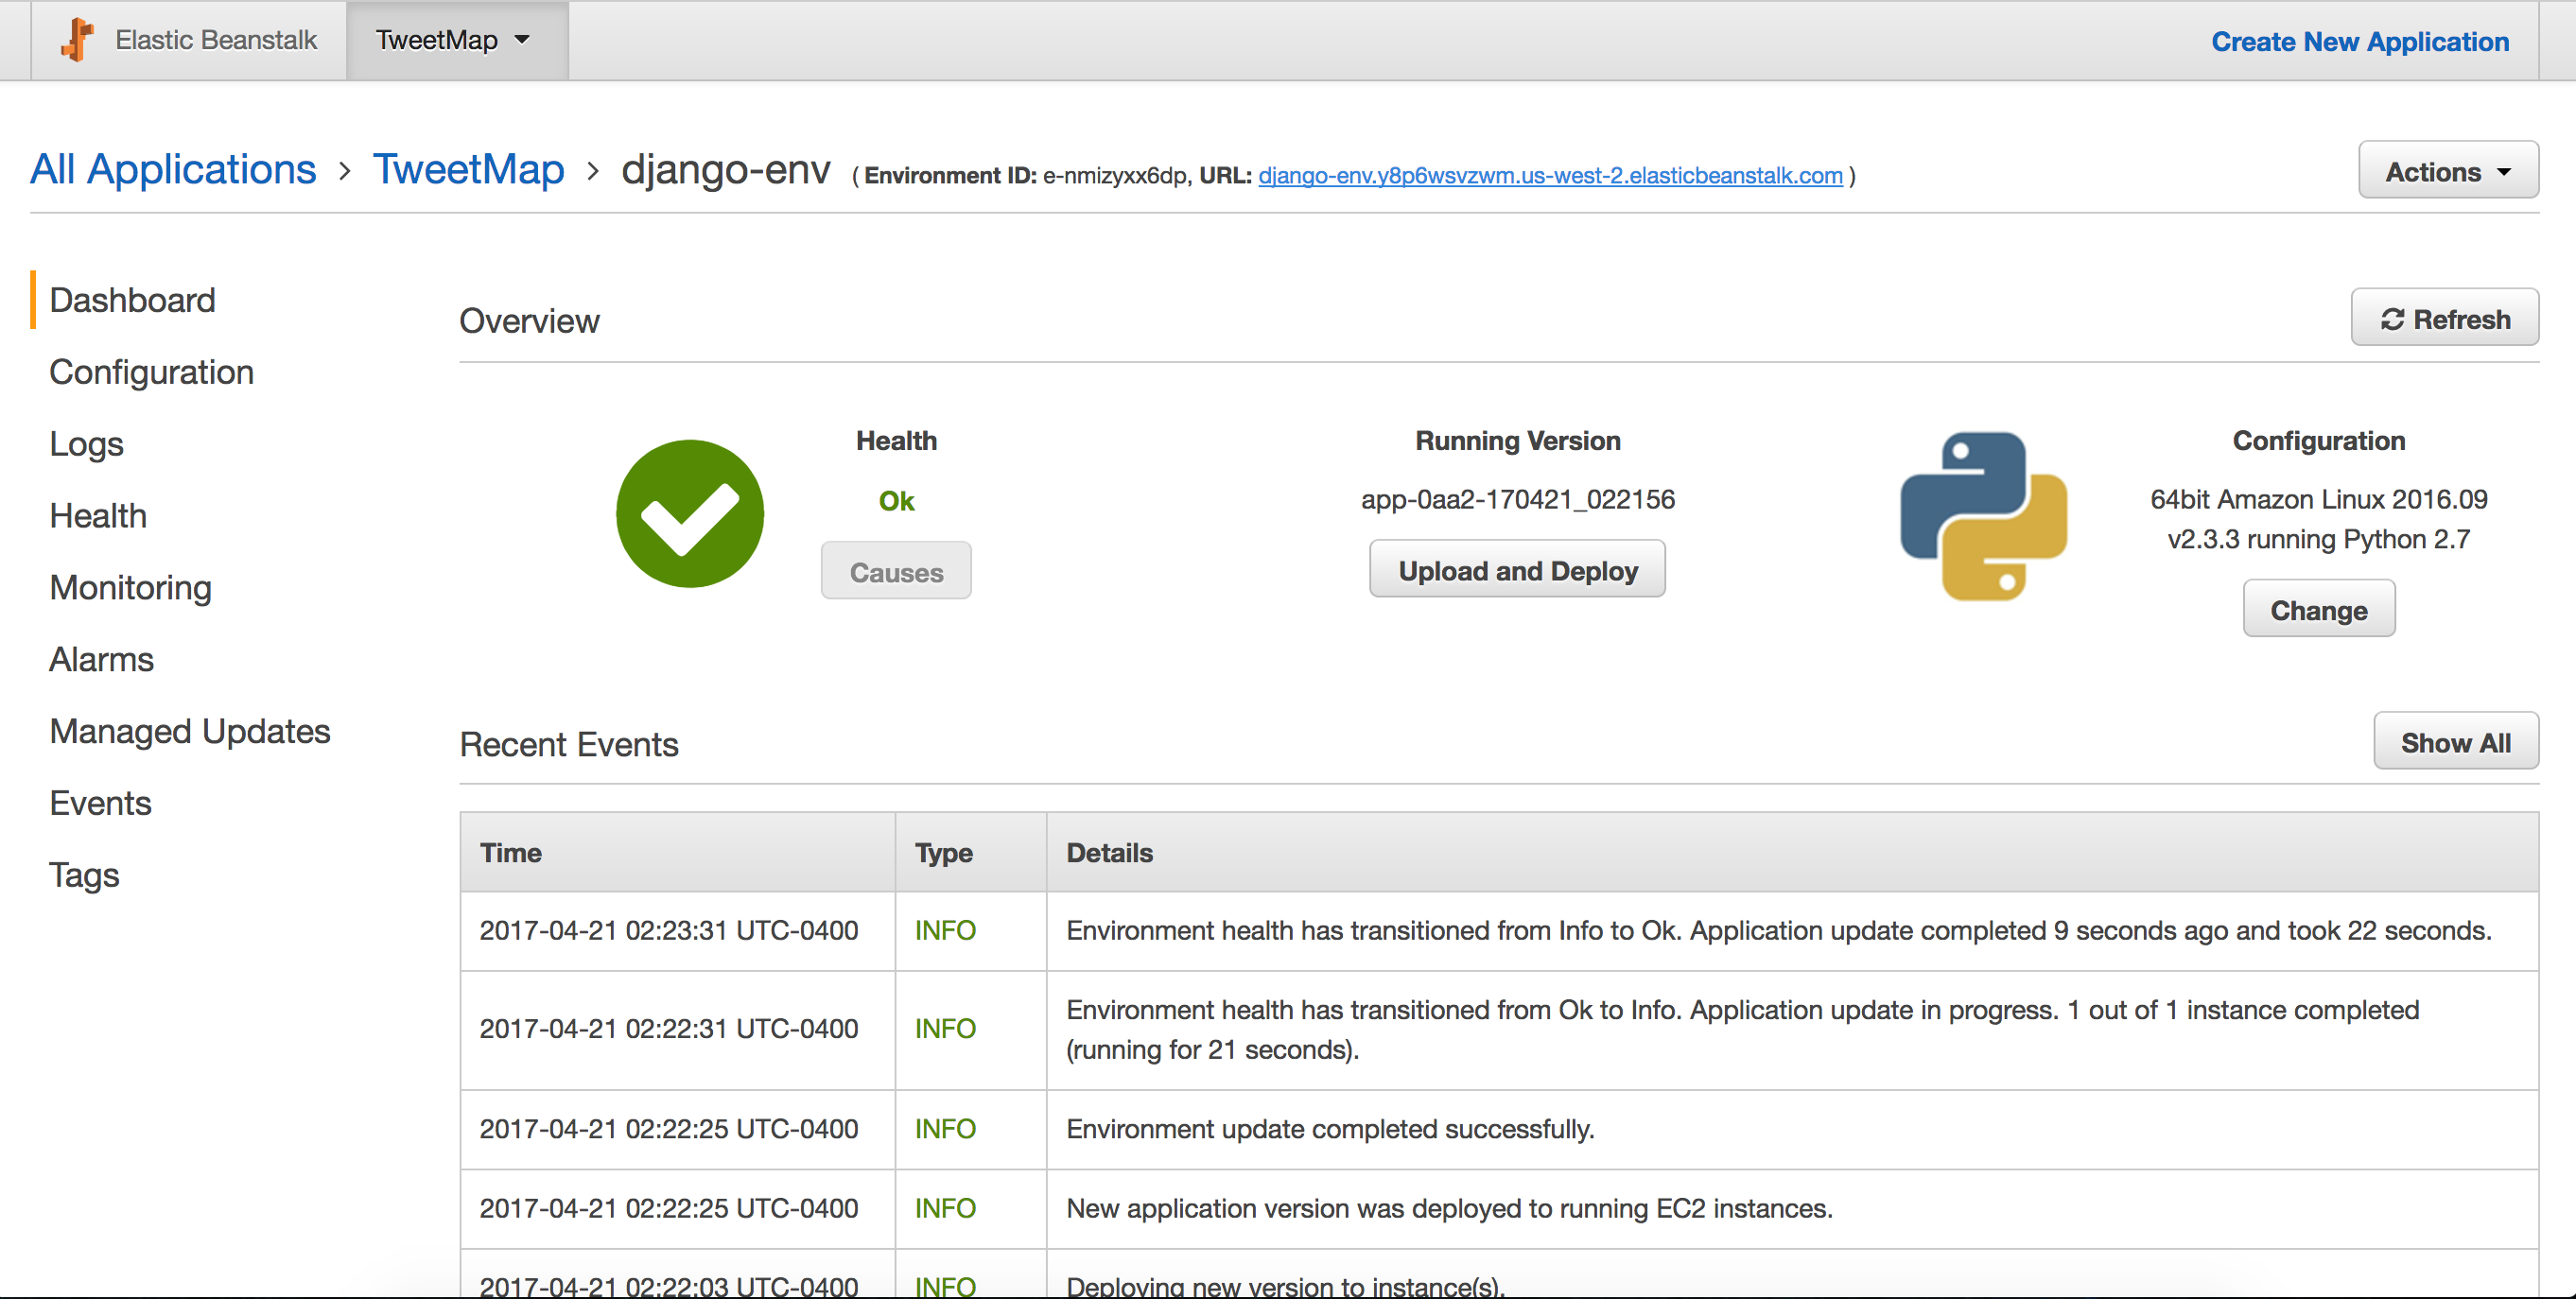 Elastic Beanstalk
TweetMap
Create New Application
All Applications > TweetMap > django-env ( Environment ID: e-nmizyxx6dp, URL: django-env.y8p6wsvzwm.us-west-2.elasticbeanstalk.com )
Actions
Dashboard
Configuration
Logs
Health
Monitoring
Alarms
Managed Updates
Events
Tags
Overview
Refresh
Health
Ok
Causes
Running Version
app-0aa2-170421_022156
Upload and Deploy
Configuration
64bit Amazon Linux 2016.09
v2.3.3 running Python 2.7
Change
Recent Events
Show All
Time Type Details
2017-04-21 02:23:31 UTC-0400 INFO Environment health has transitioned from Info to Ok. Application update completed 9 seconds ago and took 22 seconds.
2017-04-21 02:22:31 UTC-0400 INFO Environment health has transitioned from Ok to Info. Application update in progress. 1 out of 1 instance completed
(running for 21 seconds).
2017-04-21 02:22:25 UTC-0400 INFO Environment update completed successfully.
2017-04-21 02:22:25 UTC-0400 INFO New application version was deployed to running EC2 instances.
2017-04-21 02:22:03 UTC-0400 INFO Deploying new version to instance(s).